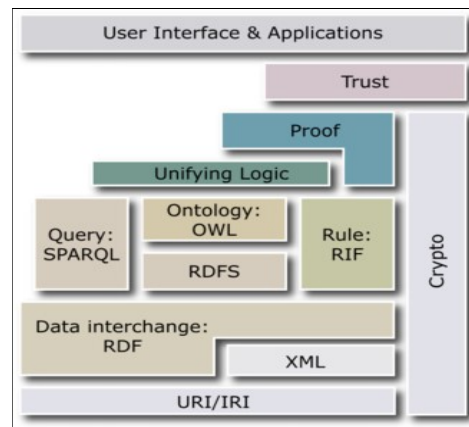 User Interface & Applications
Trust
Proof
Unifying Logic
Query:
SPARQL
Ontology:
OWL
RDFS
Rule:
RIF
Crypto
Data interchange:
RDF
XML
URI/IRI